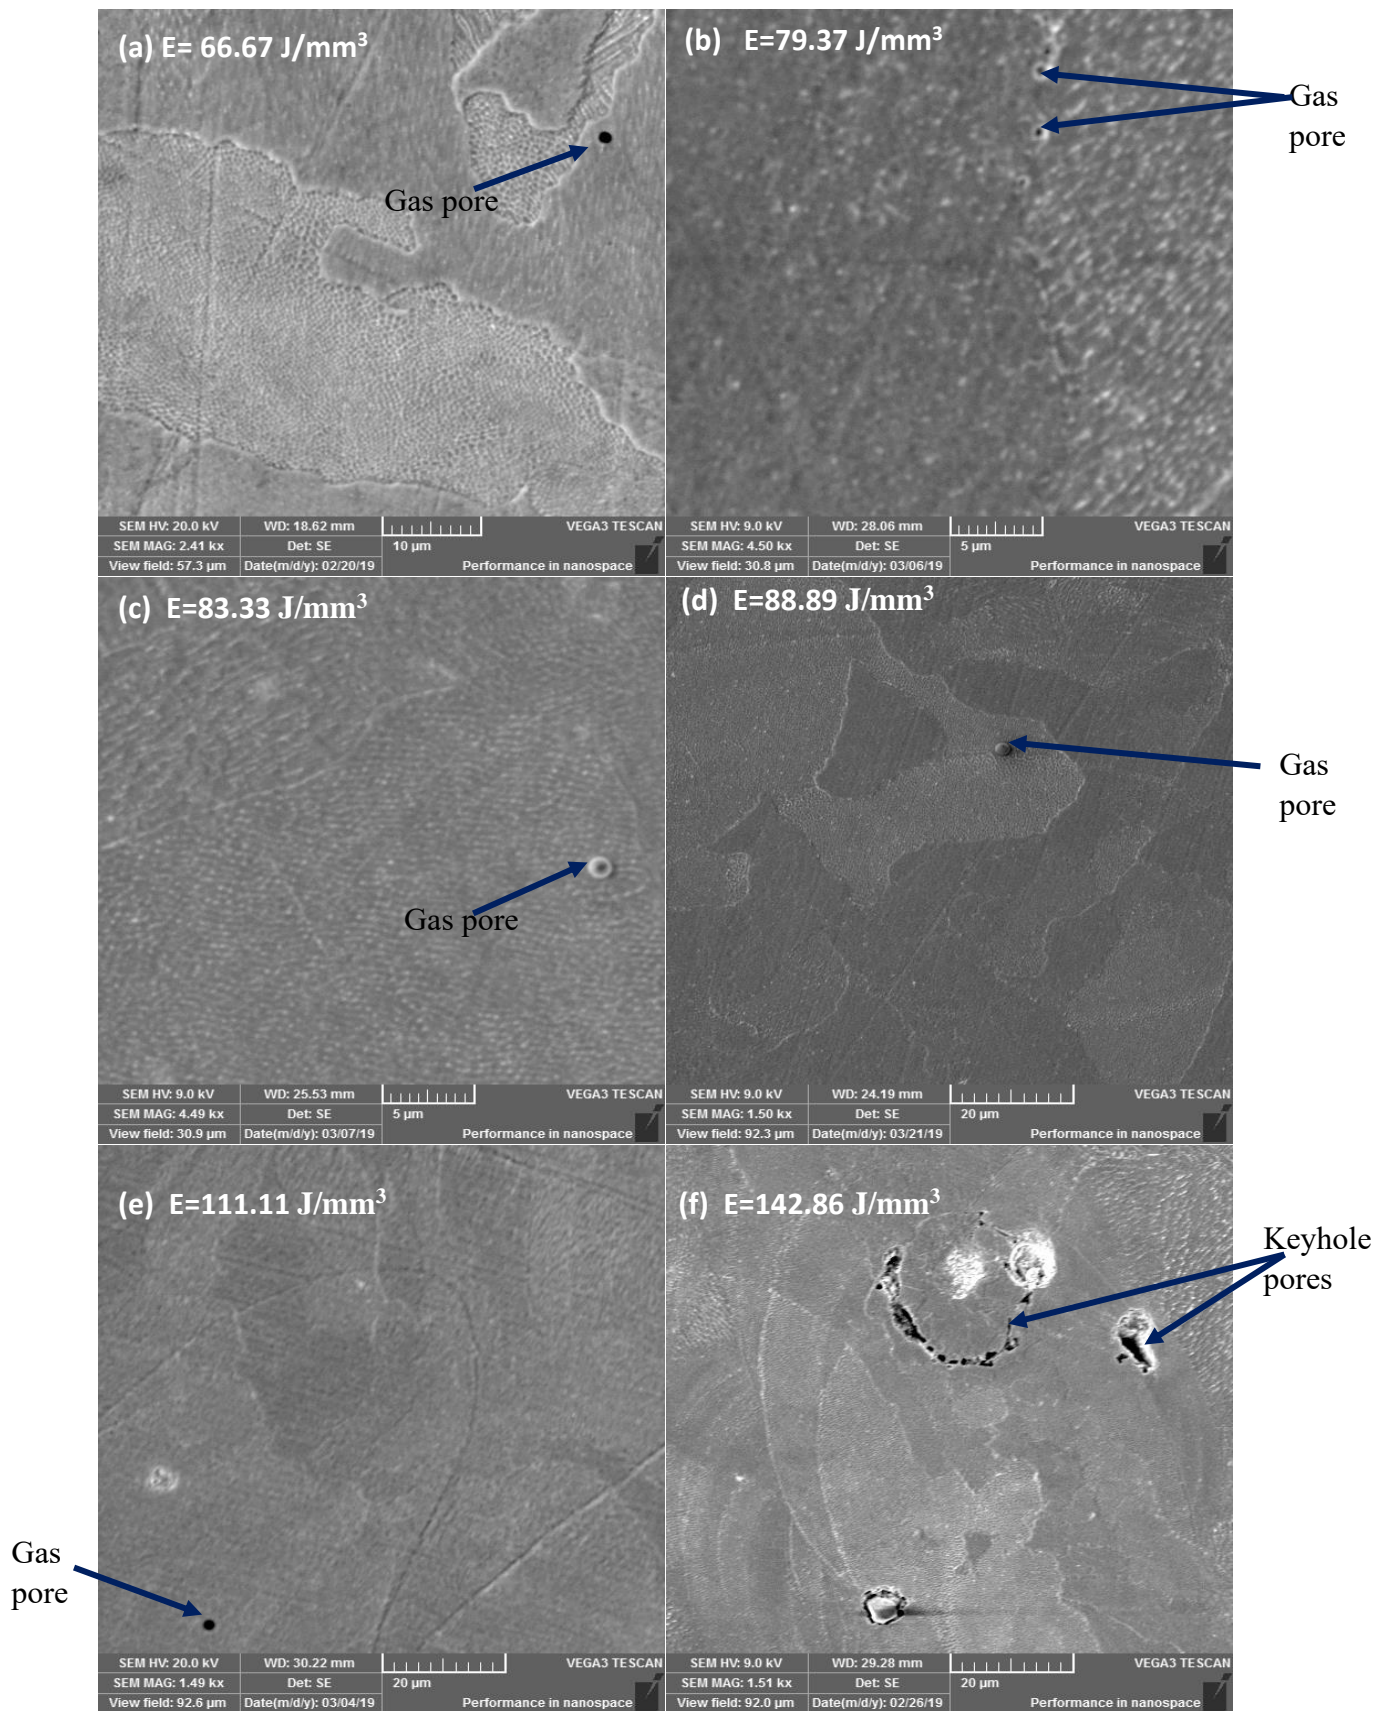 (a) E= 66.67 J/mm³
Gas pore
SEM HV: 20.0 kV WD: 18.62 mm VEGA3 TESCAN
SEM MAG: 2.41 kx Det: SE 10 µm
View field: 57.3 µm Date(m/d/y): 02/20/19 Performance in nanospace
(b) E=79.37 J/mm³
Gas
pore
SEM HV: 9.0 kV WD: 28.06 mm VEGA3 TESCAN
SEM MAG: 4.50 kx Det: SE 5 µm
View field: 30.8 µm Date(m/d/y): 03/06/19 Performance in nanospace
(c) E=83.33 J/mm³
Gas pore
SEM HV: 9.0 kV WD: 25.53 mm VEGA3 TESCAN
SEM MAG: 4.49 kx Det: SE 5 µm
View field: 30.9 µm Date(m/d/y): 03/07/19 Performance in nanospace
(d) E=88.89 J/mm³
Gas
pore
SEM HV: 9.0 kV WD: 24.19 mm VEGA3 TESCAN
SEM MAG: 1.50 kx Det: SE 20 µm
View field: 92.3 µm Date(m/d/y): 03/21/19 Performance in nanospace
(e) E=111.11 J/mm³
Gas
pore
SEM HV: 20.0 kV WD: 30.22 mm VEGA3 TESCAN
SEM MAG: 1.49 kx Det: SE 20 µm
View field: 92.6 µm Date(m/d/y): 03/04/19 Performance in nanospace
(f) E=142.86 J/mm³
Keyhole
pores
SEM HV: 9.0 kV WD: 29.28 mm VEGA3 TESCAN
SEM MAG: 1.51 kx Det: SE 20 µm
View field: 92.0 µm Date(m/d/y): 02/26/19 Performance in nanospace